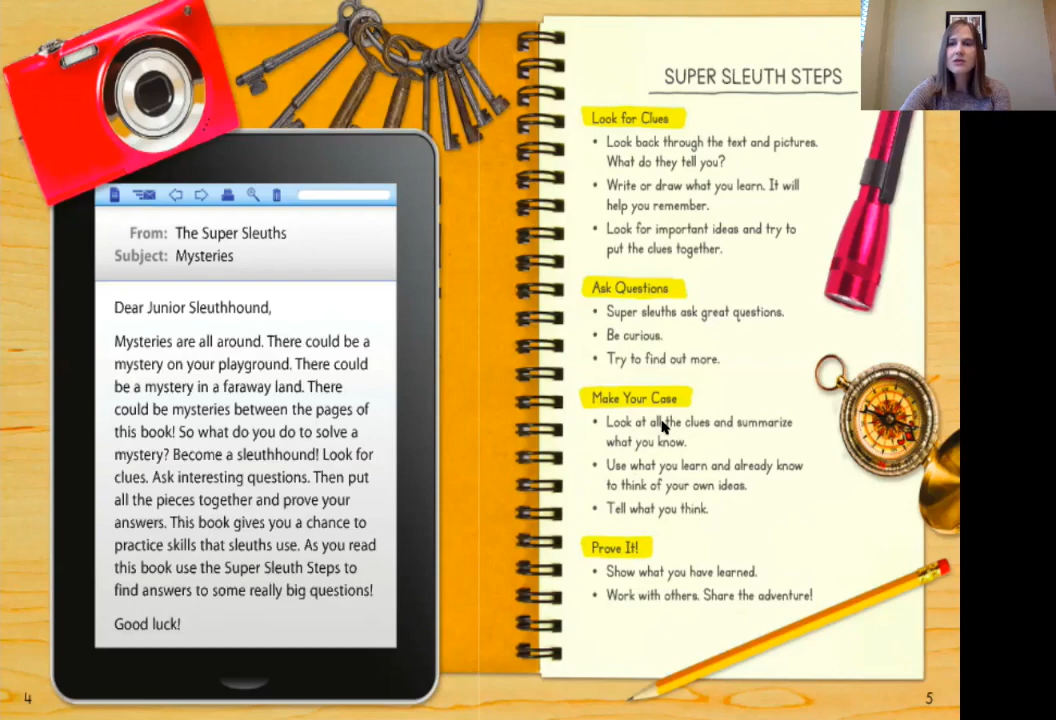 From: The Super Sleuths
Subject: Mysteries
Dear Junior Sleuthhound,
Mysteries are all around. There could be a
mystery on your playground. There could
be a mystery in a faraway land. There
could be mysteries between the pages of
this book! So what do you do to solve a
mystery? Become a sleuthhound! Look for
clues. Ask interesting questions. Then put
all the pieces together and prove your
answers. This book gives you a chance to
practice skills that sleuths use. As you read
this book use the Super Sleuth Steps to
find answers to some really big questions!
Good luck!
4
SUPER SLEUTH STEPS
Look for Clues
• Look back through the text and pictures.
What do they tell you?
• Write or draw what you learn. It will
help you remember.
• Look for important ideas and try to
put the clues together.
Ask Questions
• Super sleuths ask great questions.
• Be curious.
• Try to find out more.
Make Your Case
• Look at all the clues and summarize
what you know.
• Use what you learn and already know
to think of your own ideas.
• Tell what you think.
Prove It!
• Show what you have learned.
• Work with others. Share the adventure!
5